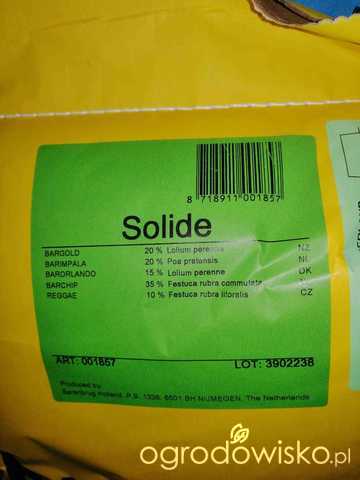 8 718911 001857
Solide
BARGOLD 20 % Lolium perenne NZ
BARIMPALA 20 % Poa pratensis NL
BARORLANDO 15 % Lolium perenne DK
BARCHIP 35 % Festuca rubra commutata
REGGAE 10 % Festuca rubra litoralis CZ
ART: 001857 LOT: 3902238
Produced by
Barenbrug Holland, P.B. 1338, 6501 BH NIJMEGEN, The Netherlands
ogrodowisko.pl